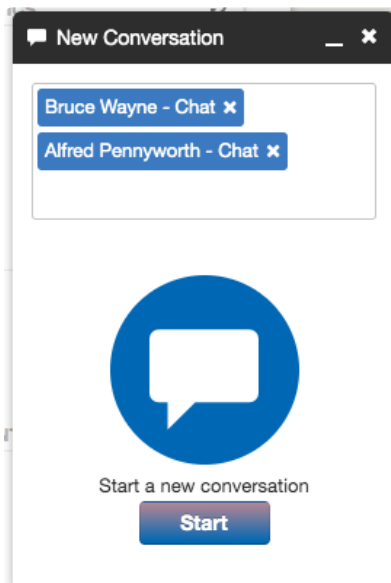 New Conversation
Bruce Wayne - Chat ×
Alfred Pennyworth - Chat ×
Start a new conversation
Start